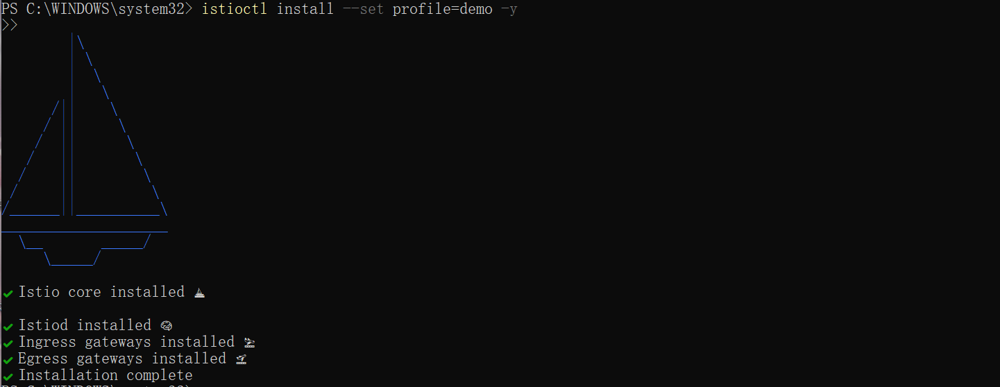 PS C:\WINDOWS\system32> istioctl install --set profile=demo -y
>>
✔ Istio core installed ⛵
✔ Istiod installed 🧠
✔ Ingress gateways installed 🛬
✔ Egress gateways installed 🛫
✔ Installation complete